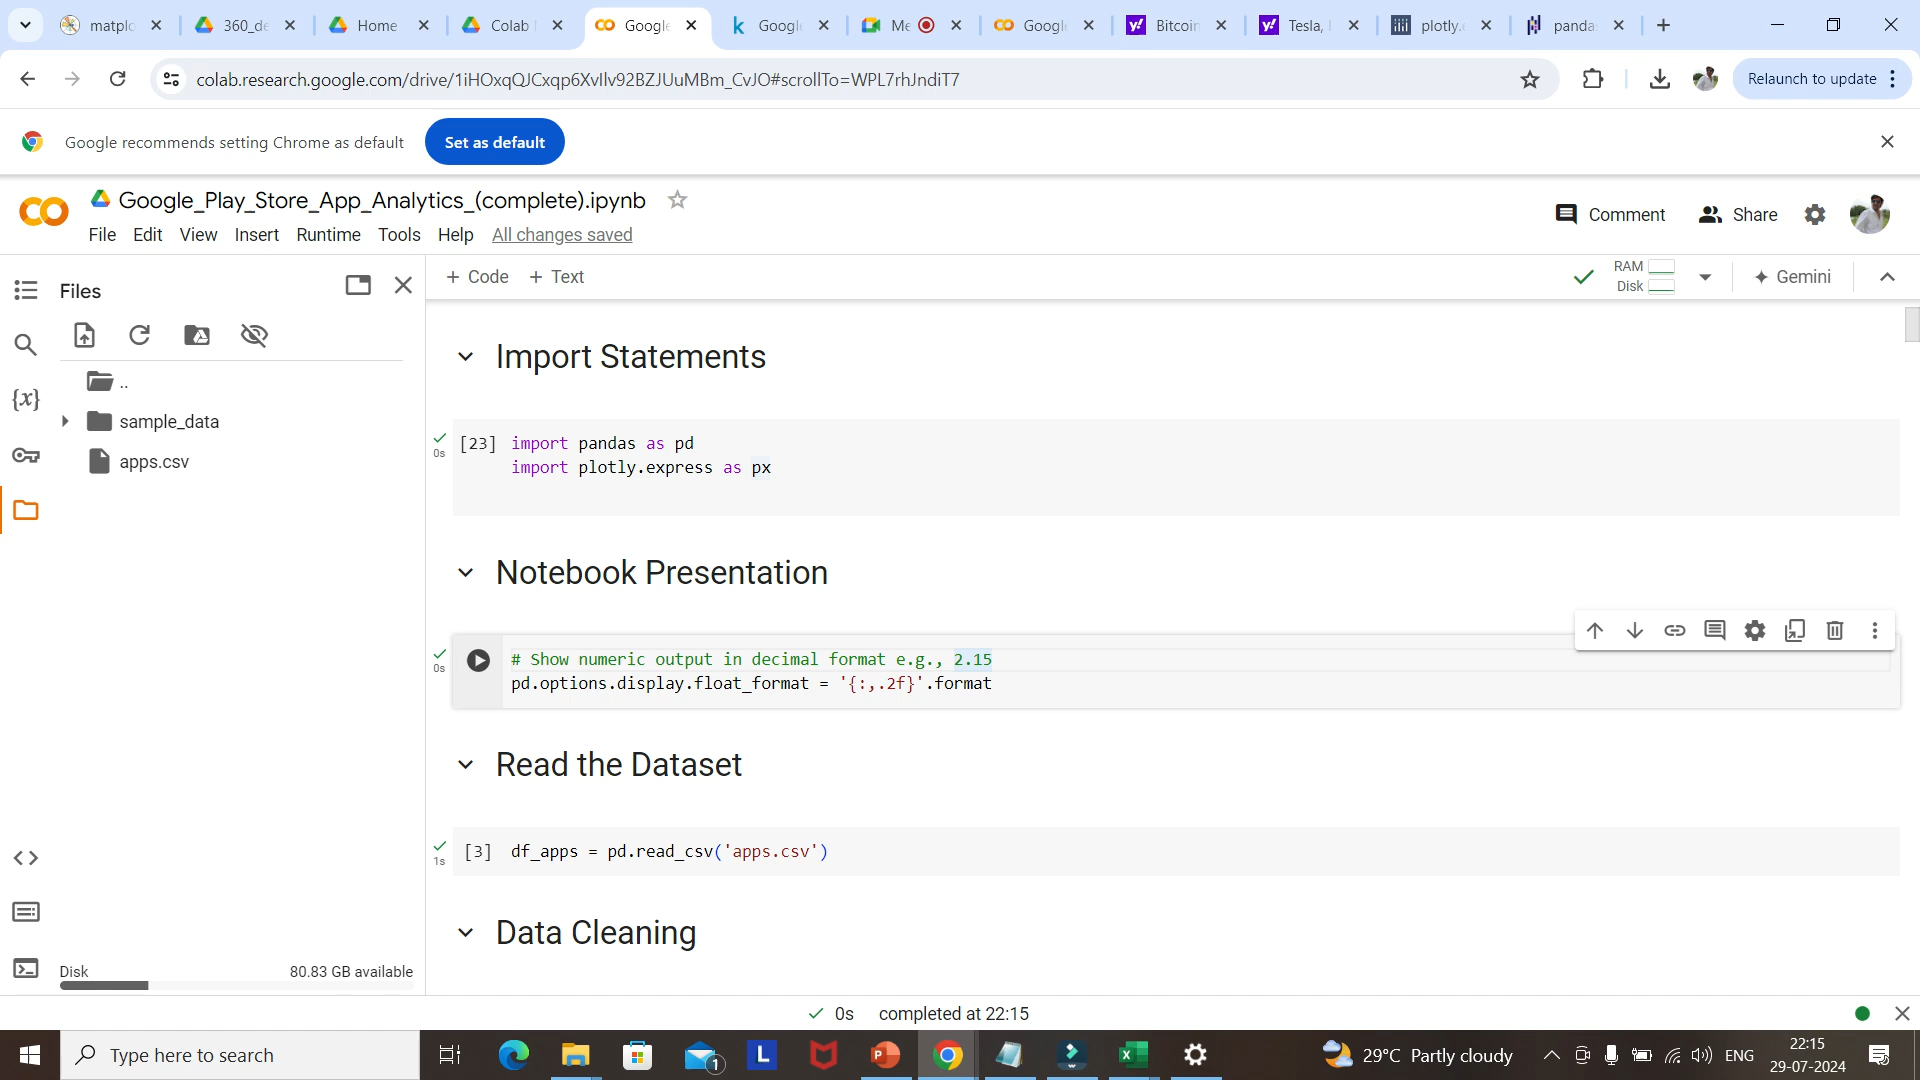 matplo
360_de
Home
Colab
Google
Google
Me
Google
Bitcoin
Tesla,
plotly.
panda
colab.research.google.com/drive/1iHOxqQJCxqp6Xvllv92BZJUuMBm_CvJO#scrollTo=WPL7rhJndiT7
Relaunch to update
Google recommends setting Chrome as default
Set as default
Google_Play_Store_App_Analytics_(complete).ipynb
Comment
Share
File Edit View Insert Runtime Tools Help All changes saved
Files
+ Code + Text
RAM
Disk
Gemini
..
sample_data
apps.csv
Disk
80.83 GB available
Import Statements
0s
[23] import pandas as pd
import plotly.express as px
Notebook Presentation
0s
# Show numeric output in decimal format e.g., 2.15
pd.options.display.float_format = '{:,.2f}'.format
Read the Dataset
1s
[3] df_apps = pd.read_csv('apps.csv')
Data Cleaning
0s completed at 22:15
Type here to search
1
L
29°C Partly cloudy
ENG
22:15
29-07-2024